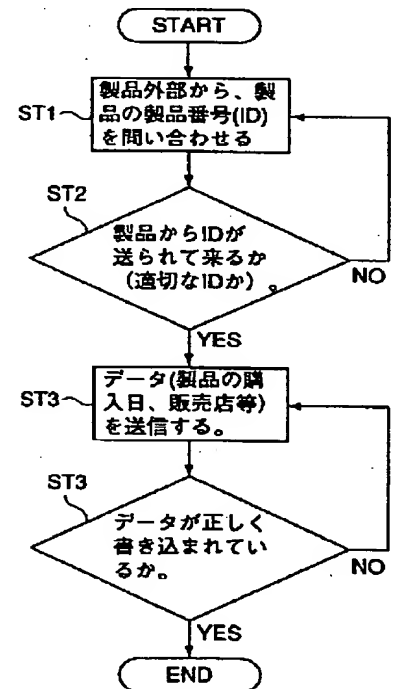 START
ST1
製品外部から、製
品の製品番号(ID)
を問い合わせる
ST2
製品からIDが
送られて来るか
(適切なIDか)。
NO
YES
ST3
データ(製品の購
入日、販売店等)
を送信する。
ST3
データが正しく
書き込まれてい
るか。
NO
YES
END